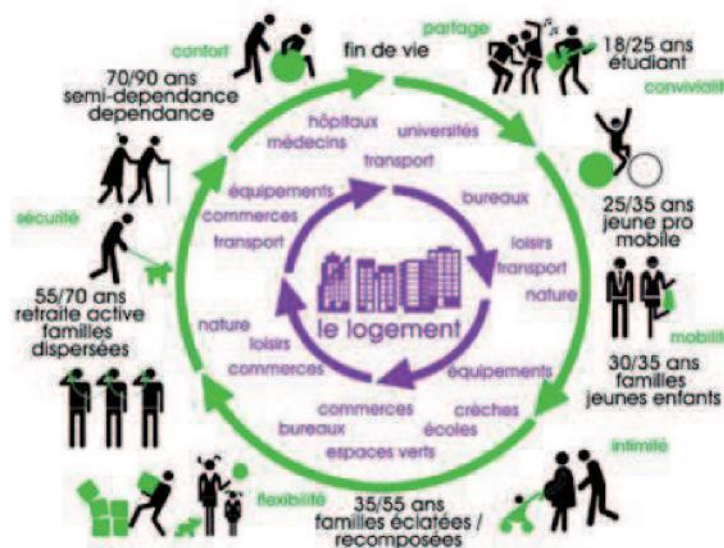 confort
fin de vie
partage
18/25 ans
étudiant
convivialit
70/90 ans
semi-dependance
dependance
hôpitaux
médecins
universités
transport
bureaux
équipements
commerces
transport
sécurité
25/35 ans
jeune pro
mobile
loisirs
transport
nature
le logement
55/70 ans
retraite active
familles
dispersées
nature
loisirs
commerces
mobilit
30/35 ans
familles
jeunes enfants
équipements
crèches
écoles
commerces
bureaux
espaces verts
intimité
flexibilité
35/55 ans
familles éclatées /
recomposées